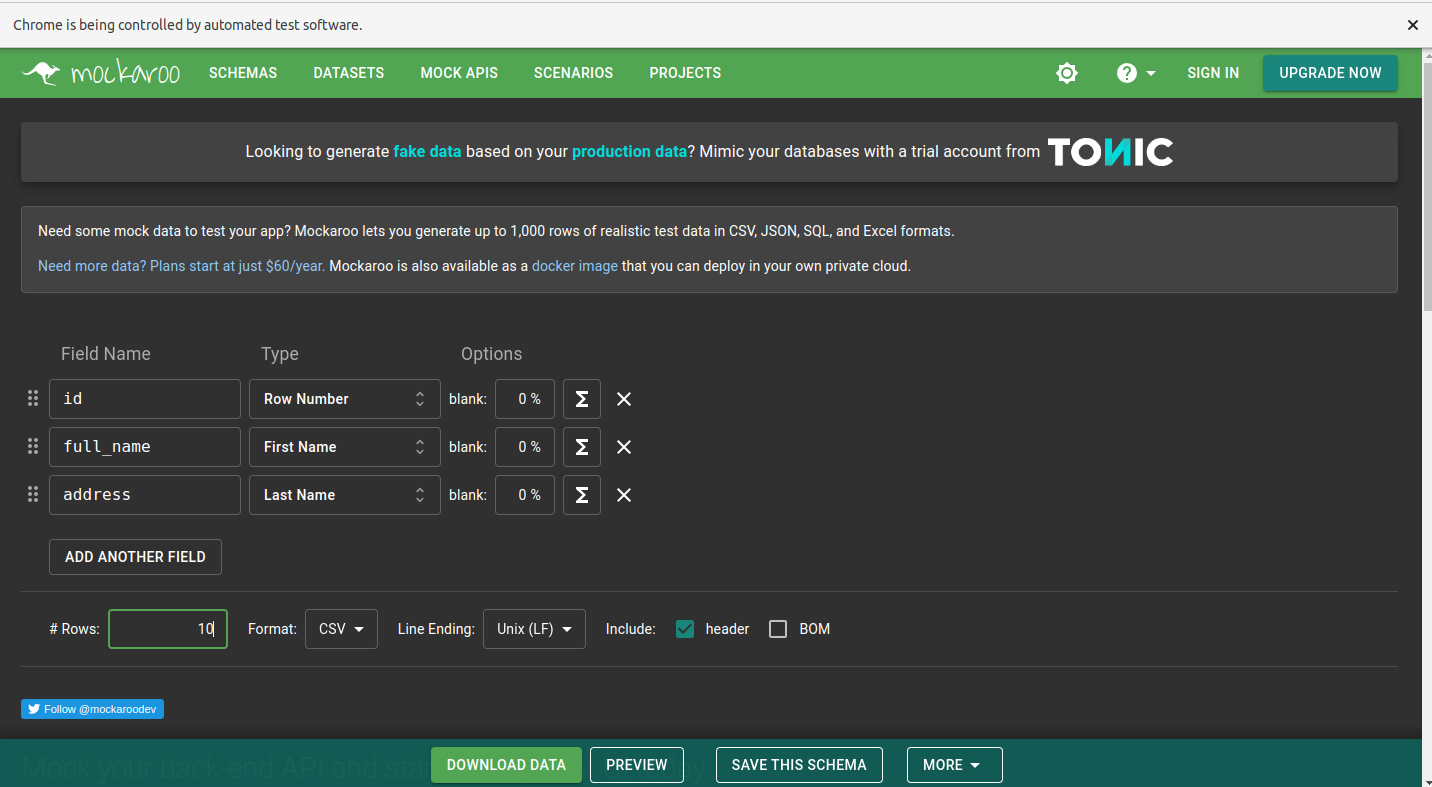 Chrome is being controlled by automated test software.
mockaroo SCHEMAS DATASETS MOCK APIS SCENARIOS PROJECTS SIGN IN UPGRADE NOW
Looking to generate fake data based on your production data? Mimic your databases with a trial account from TONIC
Need some mock data to test your app? Mockaroo lets you generate up to 1,000 rows of realistic test data in CSV, JSON, SQL, and Excel formats.
Need more data? Plans start at just $60/year. Mockaroo is also available as a docker image that you can deploy in your own private cloud.
Field Name Type Options
id Row Number blank: 0 % Σ
full_name First Name blank: 0 % Σ
address Last Name blank: 0 % Σ
ADD ANOTHER FIELD
# Rows: 10 Format: CSV Line Ending: Unix (LF) Include: header BOM
Follow @mockaroodev
Mock your back-end API and
DOWNLOAD DATA PREVIEW SAVE THIS SCHEMA MORE